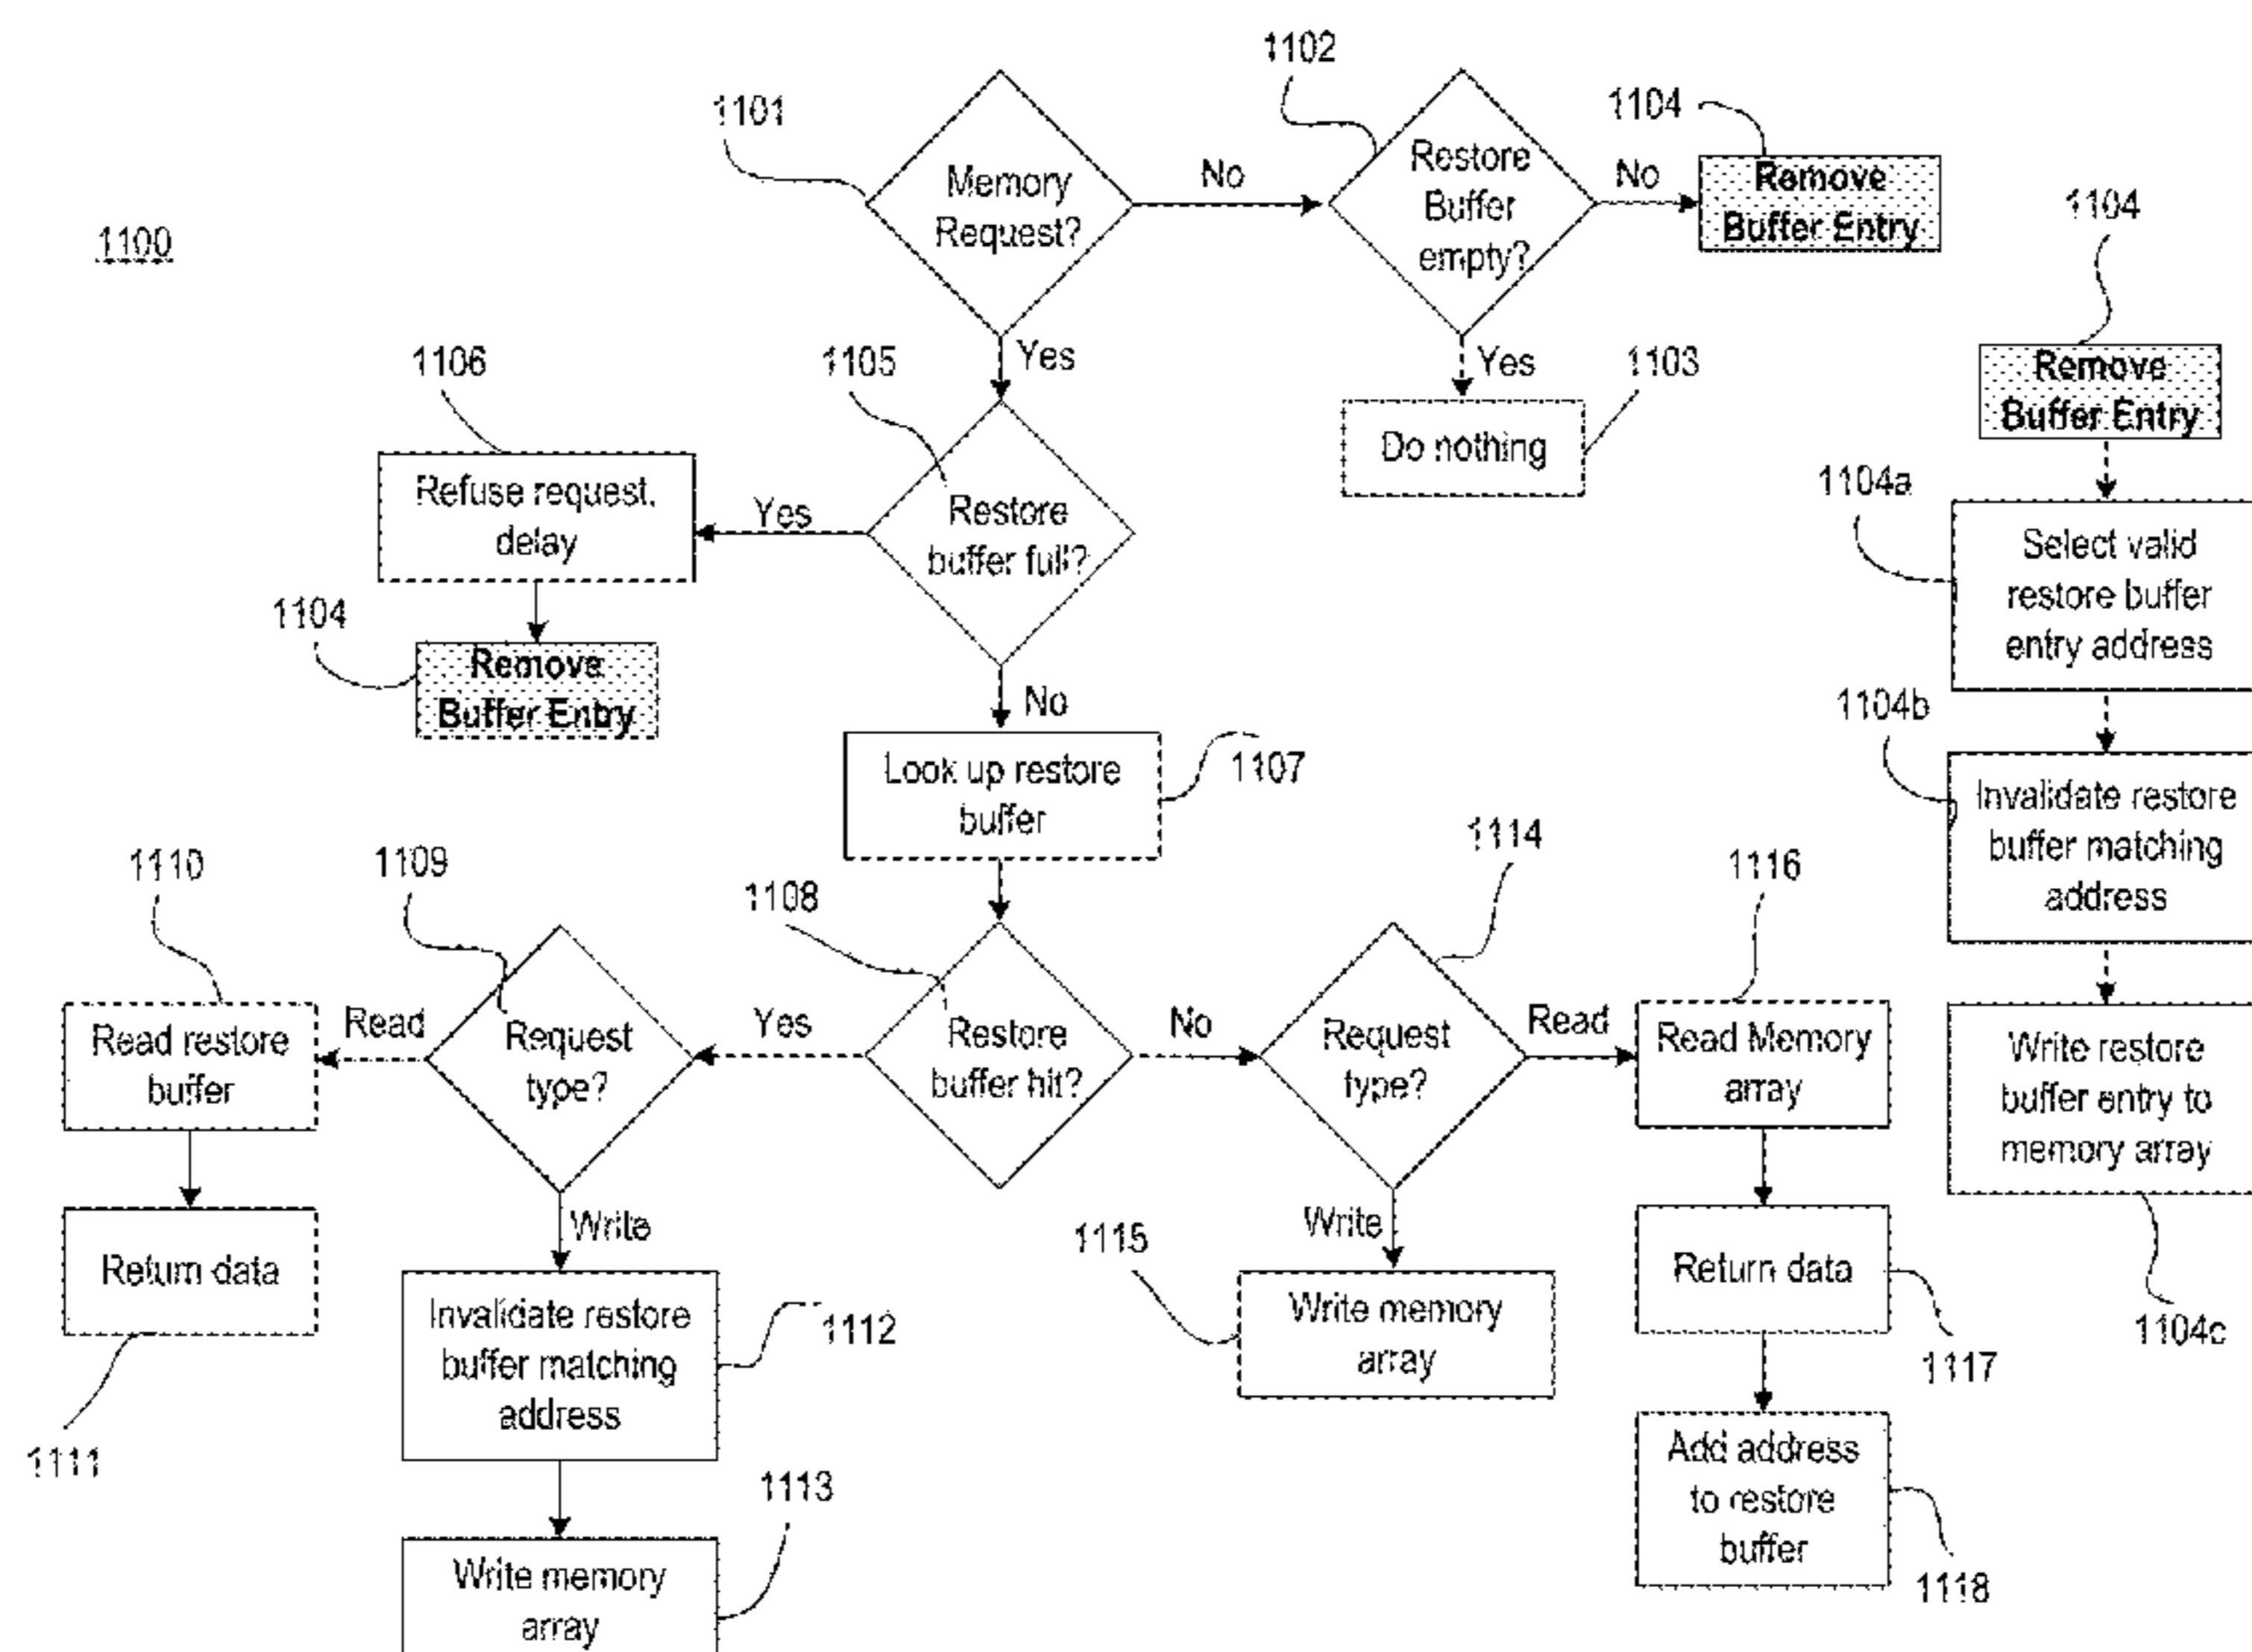 1100
1101
Memory
Request?
No
1102
Restore
Buffer
empty?
No
1104
Remove
Buffer Entry
Yes
1103
Do nothing
Yes
1105
Restore
buffer full?
Yes
1106
Refuse request,
delay
1104
Remove
Buffer Entry
No
Look up restore
buffer
1107
1108
Restore
buffer hit?
Yes
1109
Request
type?
Read
1110
Read restore
buffer
Return data
1111
Write
Invalidate restore
buffer matching
address
1112
1113
Write memory
array
No
1114
Request
type?
Write
1115
Write memory
array
Read
1116
Read Memory
array
Return data
1117
Add address
to restore
buffer
1118
1104
Remove
Buffer Entry
1104a
Select valid
restore buffer
entry address
1104b
Invalidate restore
buffer matching
address
Write restore
buffer entry to
memory array
1104c